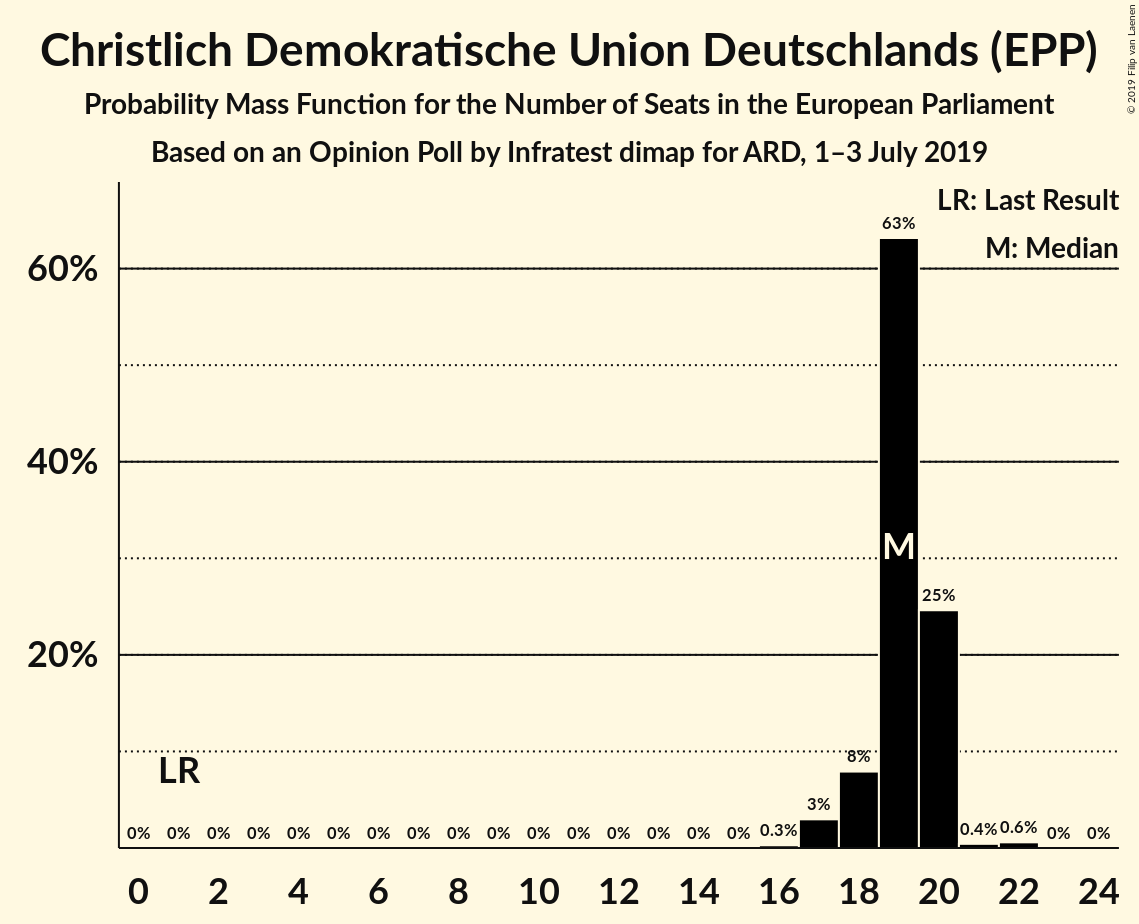 Christlich Demokratische Union Deutschlands (EPP)
Probability Mass Function for the Number of Seats in the European Parliament
Based on an Opinion Poll by Infratest dimap for ARD, 1–3 July 2019
© 2019 Filip van Laenen
LR: Last Result
M: Median
63%
60%
40%
M
25%
20%
LR
8%
3%
0% 0% 0% 0% 0% 0% 0% 0% 0% 0% 0% 0% 0% 0% 0% 0% 0.3% 0.4% 0.6% 0% 0%
0 2 4 6 8 10 12 14 16 18 20 22 24